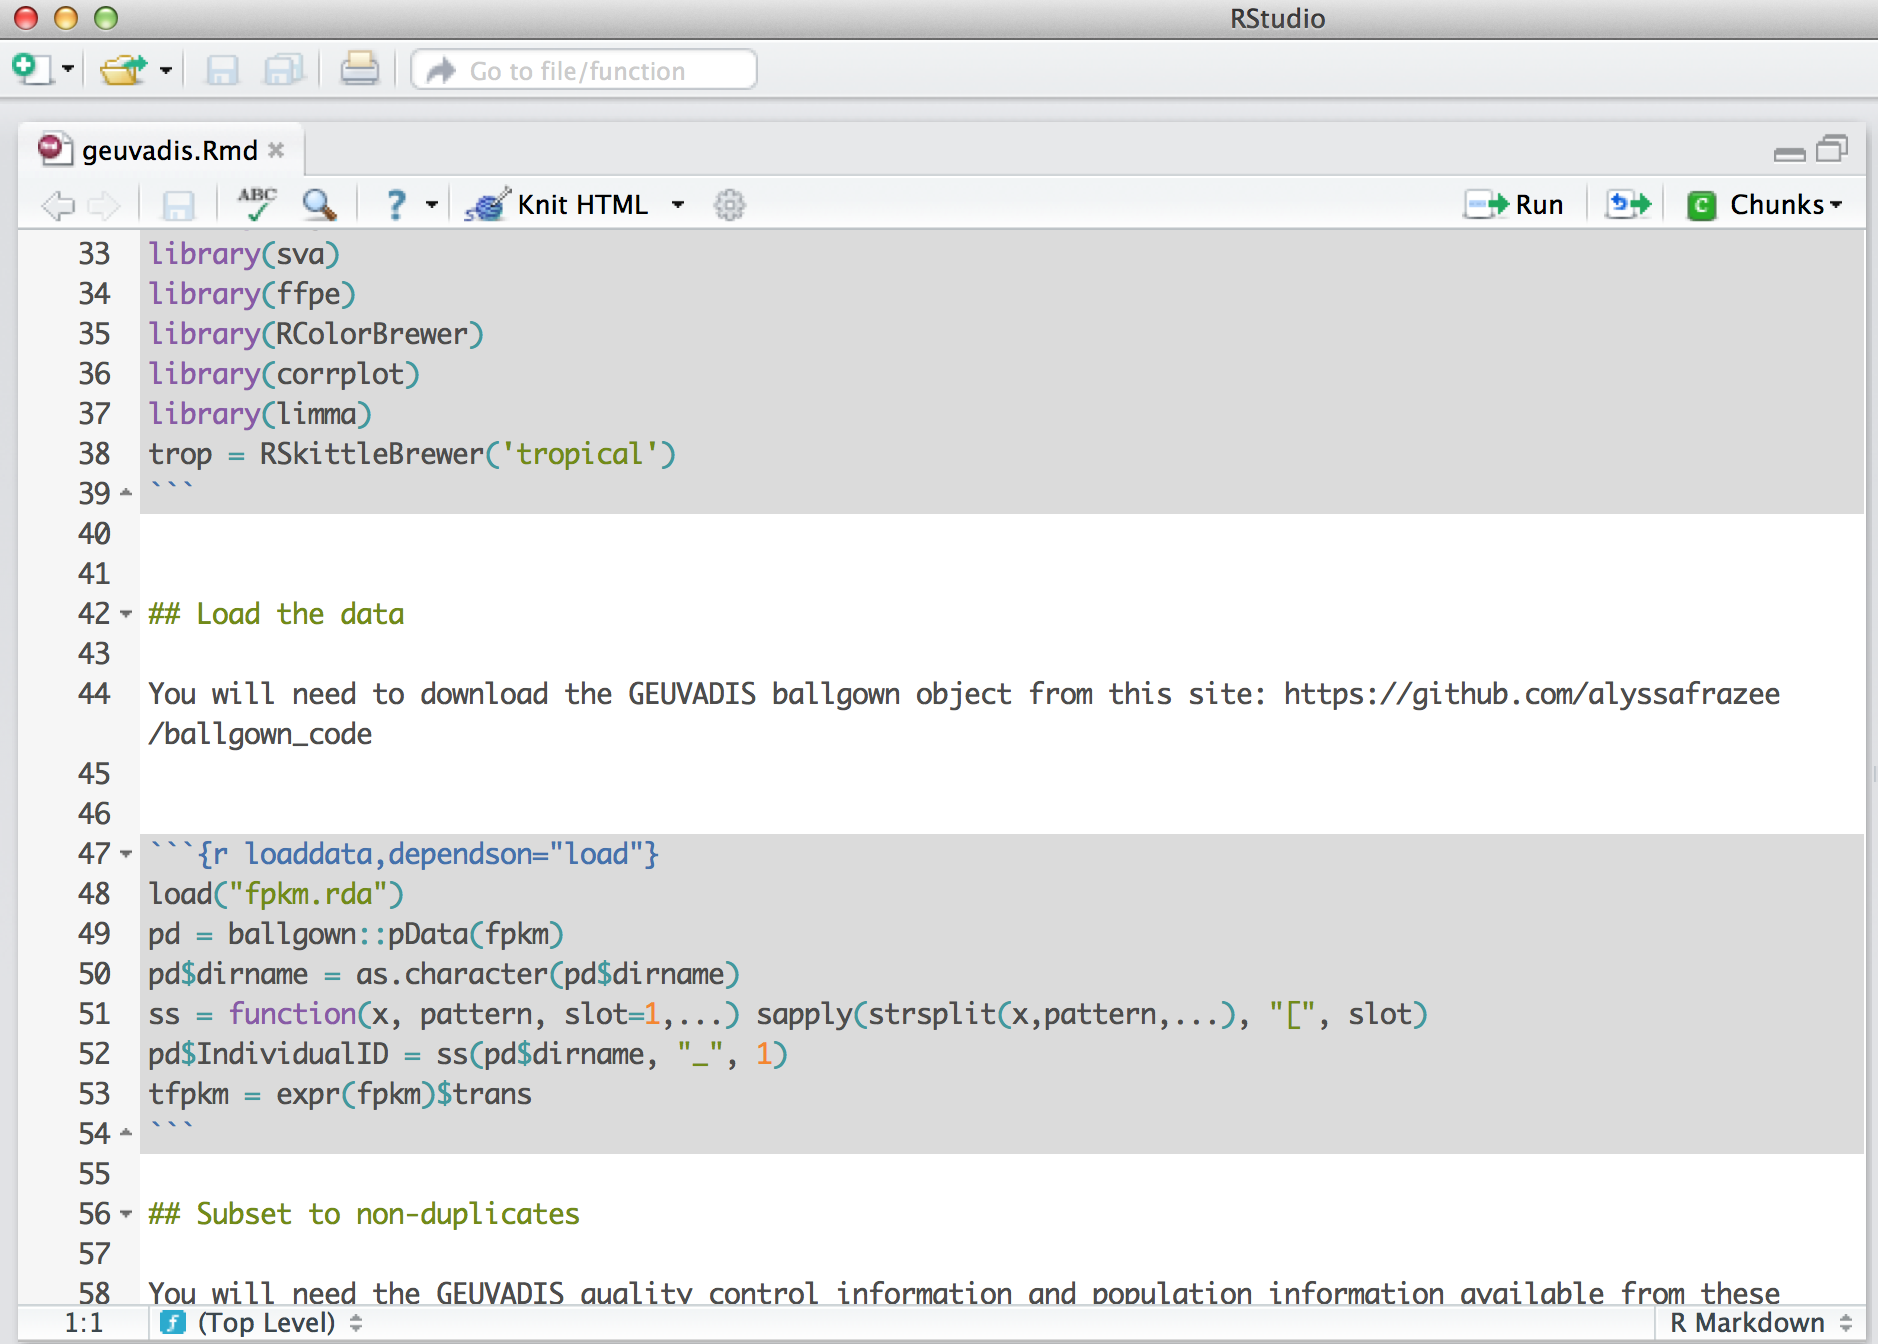 RStudio
Go to file/function
geuvadis.Rmd
ABC
? Knit HTML Run C Chunks
33 library(sva)
34 library(ffpe)
35 library(RColorBrewer)
36 library(corrplot)
37 library(limma)
38 trop = RSkittleBrewer('tropical')
39 ```
40
41
42 ## Load the data
43
44 You will need to download the GEUVADIS ballgown object from this site: https://github.com/alyssafrazee
/ballgown_code
45
46
47 ```{r loaddata,dependson="load"}
48 load("fpkm.rda")
49 pd = ballgown::pData(fpkm)
50 pd$dirname = as.character(pd$dirname)
51 ss = function(x, pattern, slot=1,...) sapply(strsplit(x,pattern,...), "[", slot)
52 pd$IndividualID = ss(pd$dirname, "_", 1)
53 tfpkm = expr(fpkm)$trans
54 ```
55
56 ## Subset to non-duplicates
57
58 You will need the GEUVADIS quality control information and population information available from these
1:1 f (Top Level) R Markdown